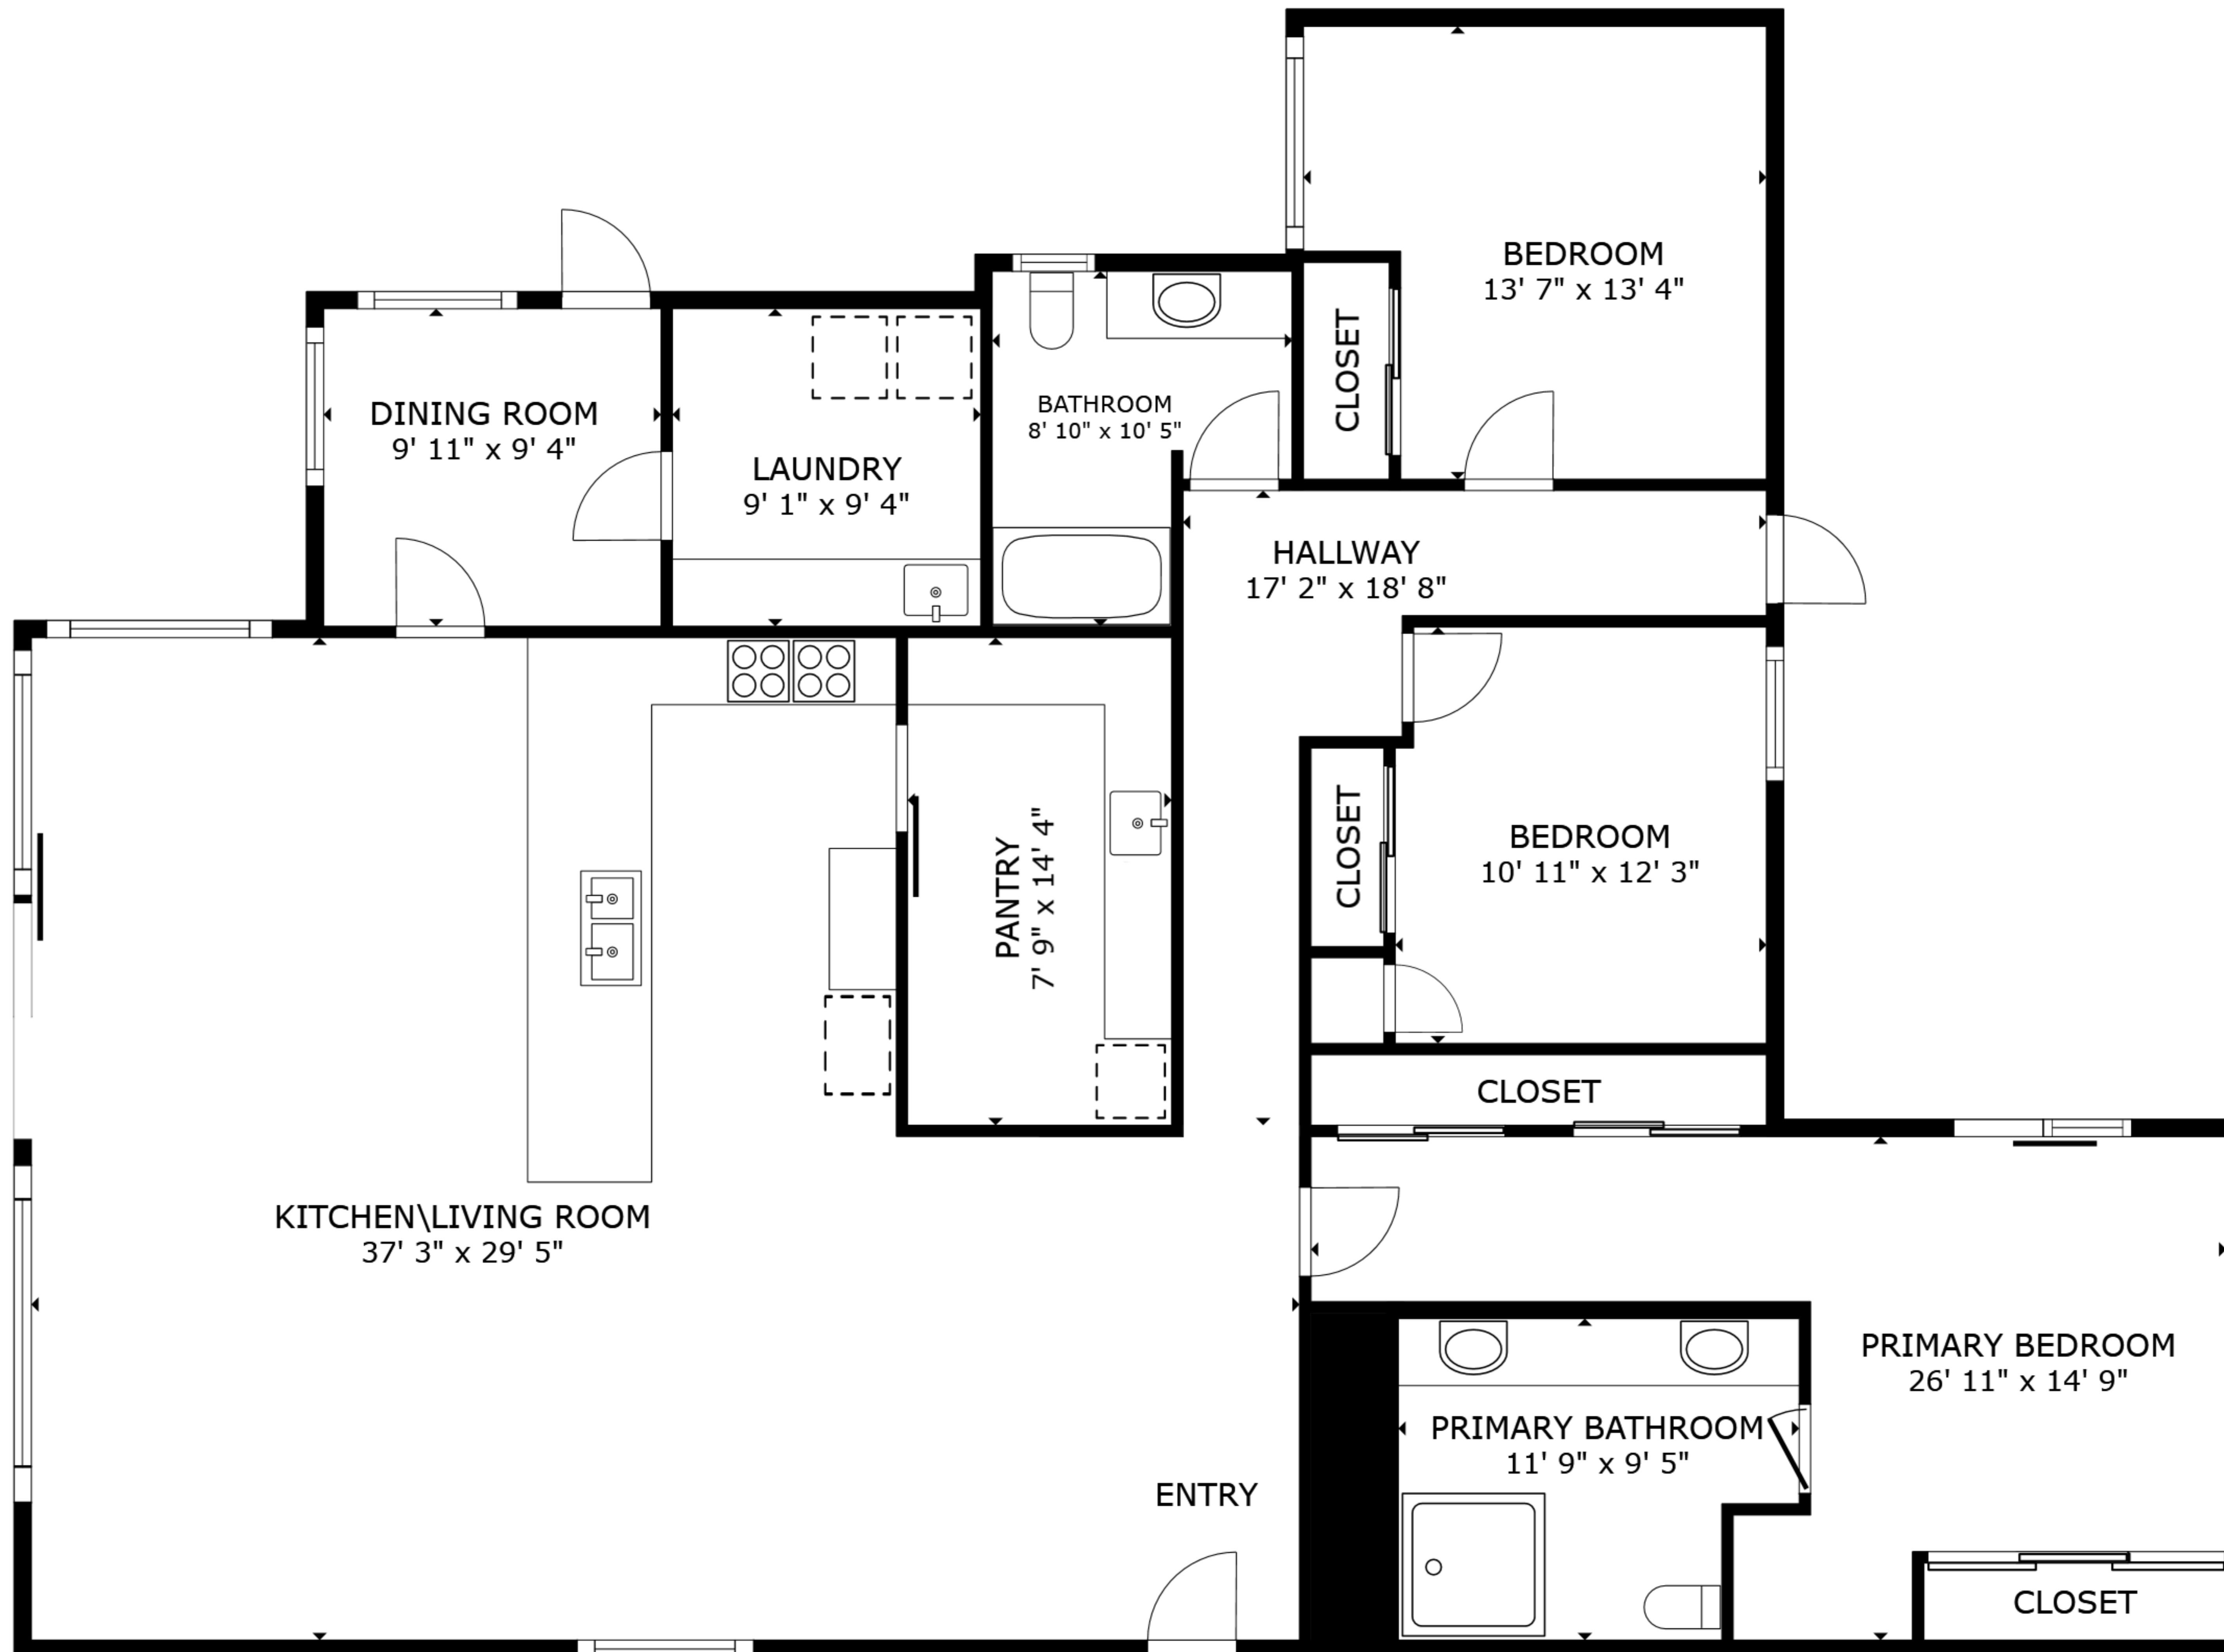 BEDROOM
13' 7" x 13' 4"
CLOSET
DINING ROOM
9' 11" x 9' 4"
LAUNDRY
9' 1" x 9' 4"
BATHROOM
8' 10" x 10' 5"
HALLWAY
17' 2" x 18' 8"
PANTRY
7' 9" x 14' 4"
CLOSET
BEDROOM
10' 11" x 12' 3"
CLOSET
KITCHEN\LIVING ROOM
37' 3" x 29' 5"
PRIMARY BEDROOM
26' 11" x 14' 9"
PRIMARY BATHROOM
11' 9" x 9' 5"
ENTRY
CLOSET